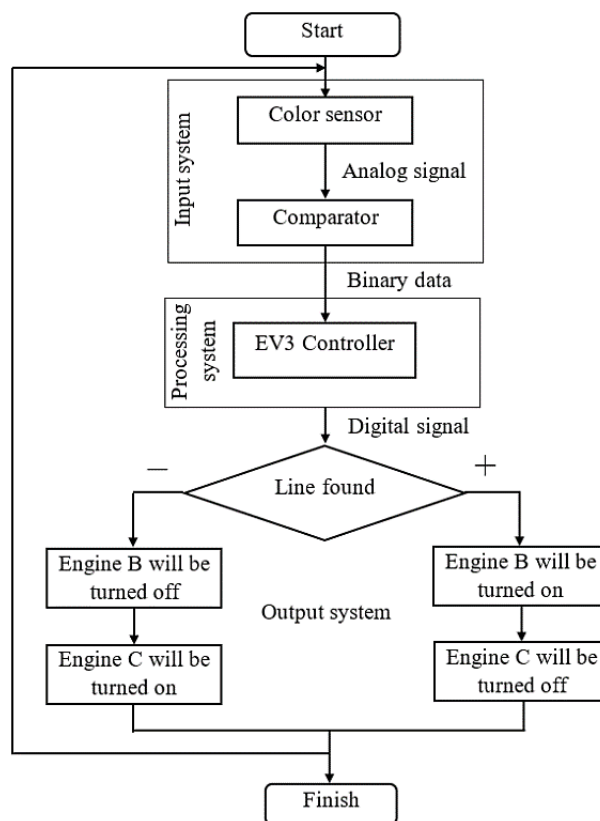 Start
Input system
Color sensor
Analog signal
Comparator
Binary data
Processing
system
EV3 Controller
Digital signal
Line found
−
+
Engine B will be
turned off
Engine B will be
turned on
Output system
Engine C will be
turned on
Engine C will be
turned off
Finish